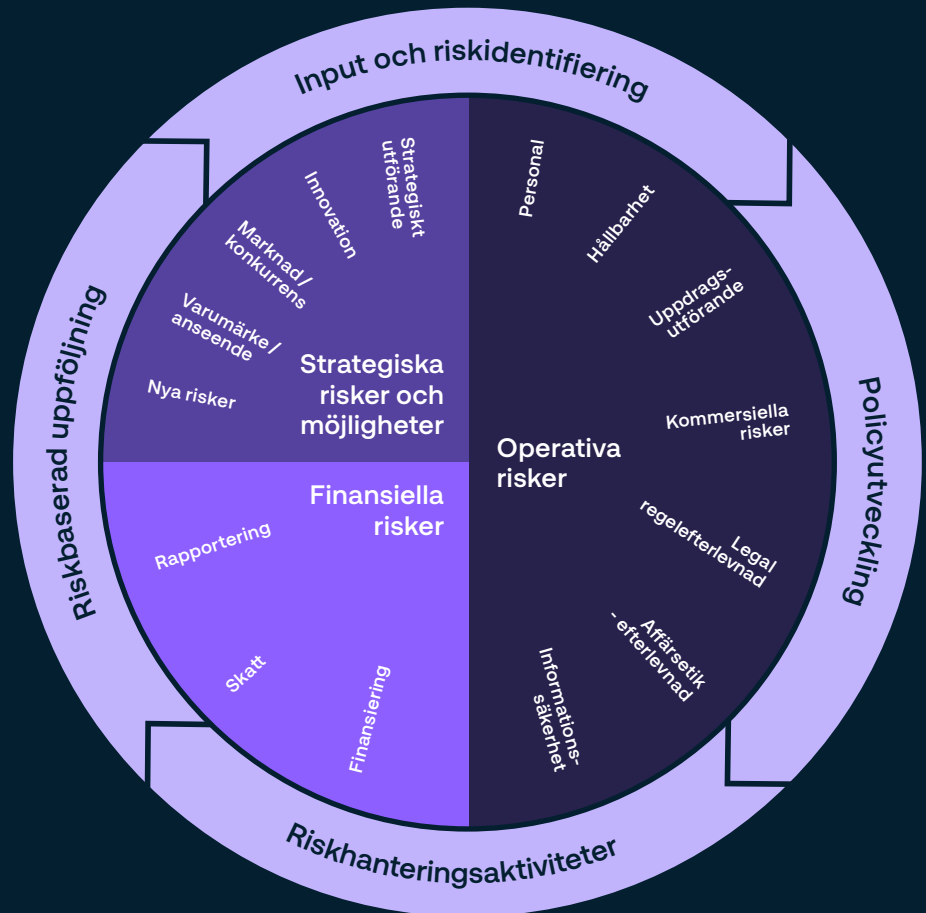 Input och riskidentifiering
Policyutveckling
Riskhanteringsaktiviteter
Riskbaserad uppföljning
Strategiska
risker och
möjligheter
Nya risker
Varumärke/
anseende
Marknad/
konkurrens
Innovation
Strategiskt
utförande
Operativa
risker
Personal
Hållbarhet
Uppdrags-
utförande
Kommersiella
risker
Legal
regelefterlevnad
Affärsetik
- efterlevnad
Informations-
säkerhet
Finansiella
risker
Rapportering
Skatt
Finansiering